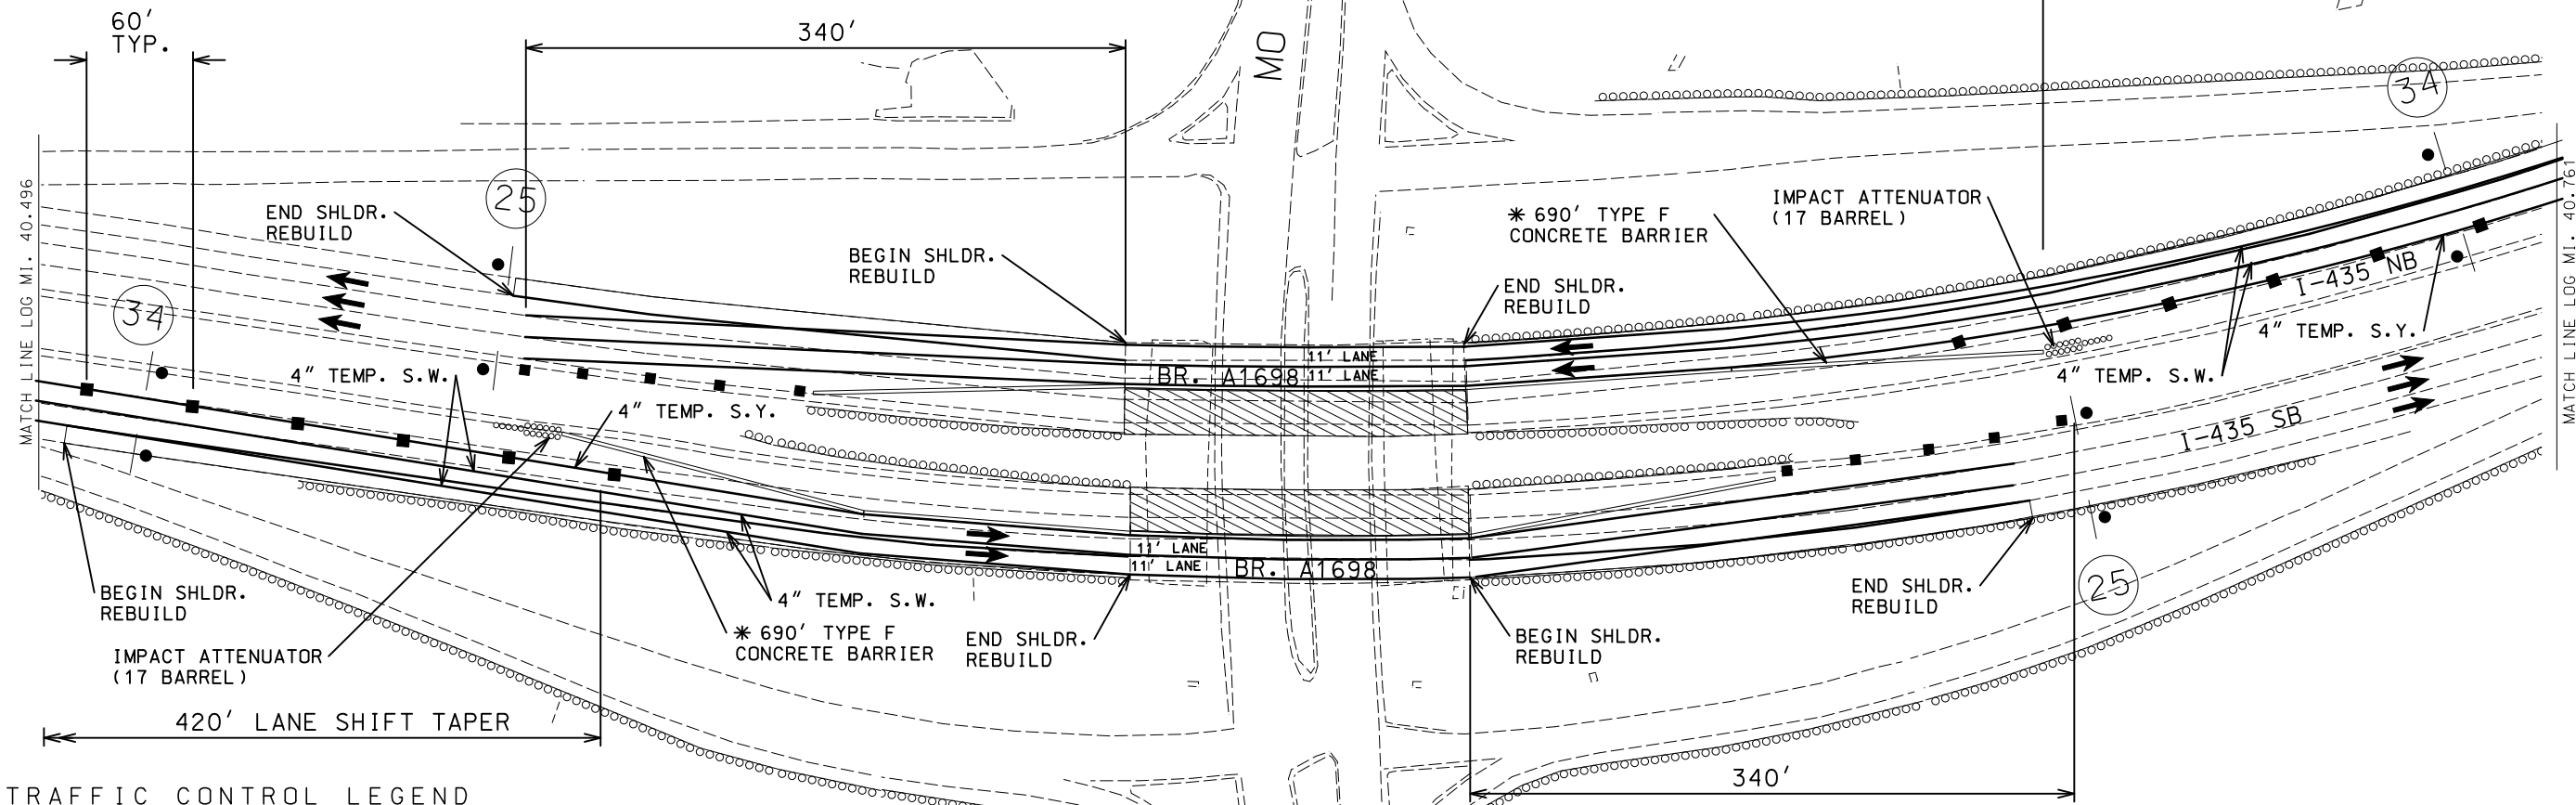 60'
TYP.
340'
MO
34
25
END SHLDR.
REBUILD
BEGIN SHLDR.
REBUILD
✳ 690' TYPE F
CONCRETE BARRIER
IMPACT ATTENUATOR
(17 BARREL)
END SHLDR.
REBUILD
I-435 NB
4" TEMP. S.Y.
4" TEMP. S.W.
MATCH LINE LOG MI. 40.496
MATCH LINE LOG MI. 40.761
34
4" TEMP. S.W.
4" TEMP. S.Y.
11' LANE
BR. A1698
11' LANE
I-435 SB
11' LANE
11' LANE
BR. A1698
BEGIN SHLDR.
REBUILD
IMPACT ATTENUATOR
(17 BARREL)
4" TEMP. S.W.
✳ 690' TYPE F
CONCRETE BARRIER
END SHLDR.
REBUILD
BEGIN SHLDR.
REBUILD
END SHLDR.
REBUILD
25
420' LANE SHIFT TAPER
340'
TRAFFIC CONTROL LEGEND